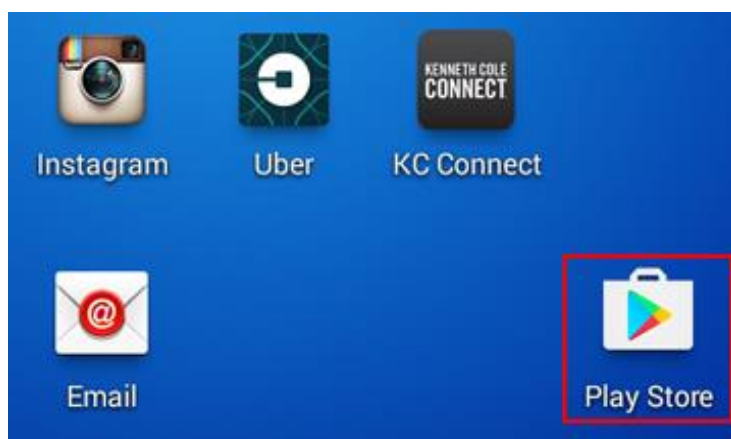 Instagram
Uber
KENNETH COLE
CONNECT
KC Connect
@
Email
Play Store